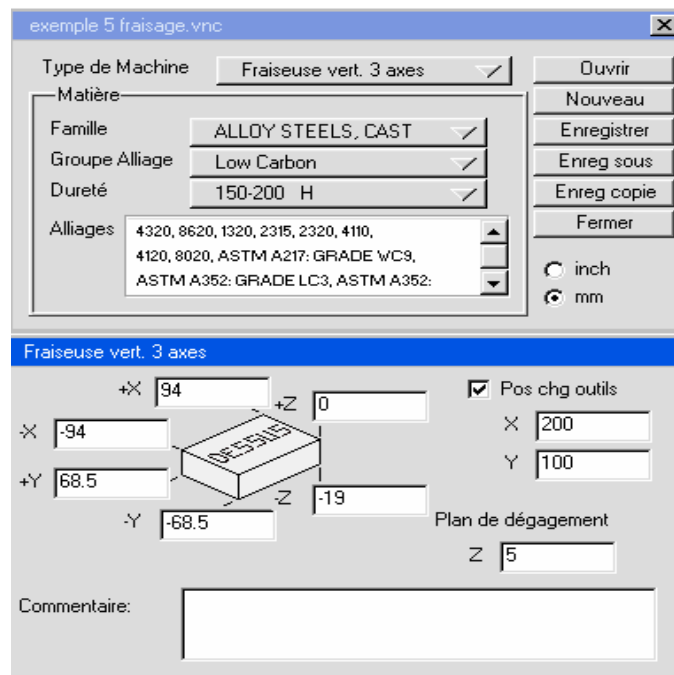 exemple 5 fraisage.vnc
Type de Machine Fraiseuse vert. 3 axes
Matière
Famille ALLOY STEELS, CAST
Groupe Alliage Low Carbon
Dureté 150-200 H
Alliages 4320, 8620, 1320, 2315, 2320, 4110,
4120, 8020, ASTM A217: GRADE WC9,
ASTM A352: GRADE LC3, ASTM A352:
Ouvrir
Nouveau
Enregistrer
Enreg sous
Enreg copie
Fermer
inch
mm
Fraiseuse vert. 3 axes
+X 94
+Z 0
-X -94
+Y 68.5
DESSUS
-Z -19
-Y -68.5
Pos chg outils
X 200
Y 100
Plan de dégagement
Z 5
Commentaire: